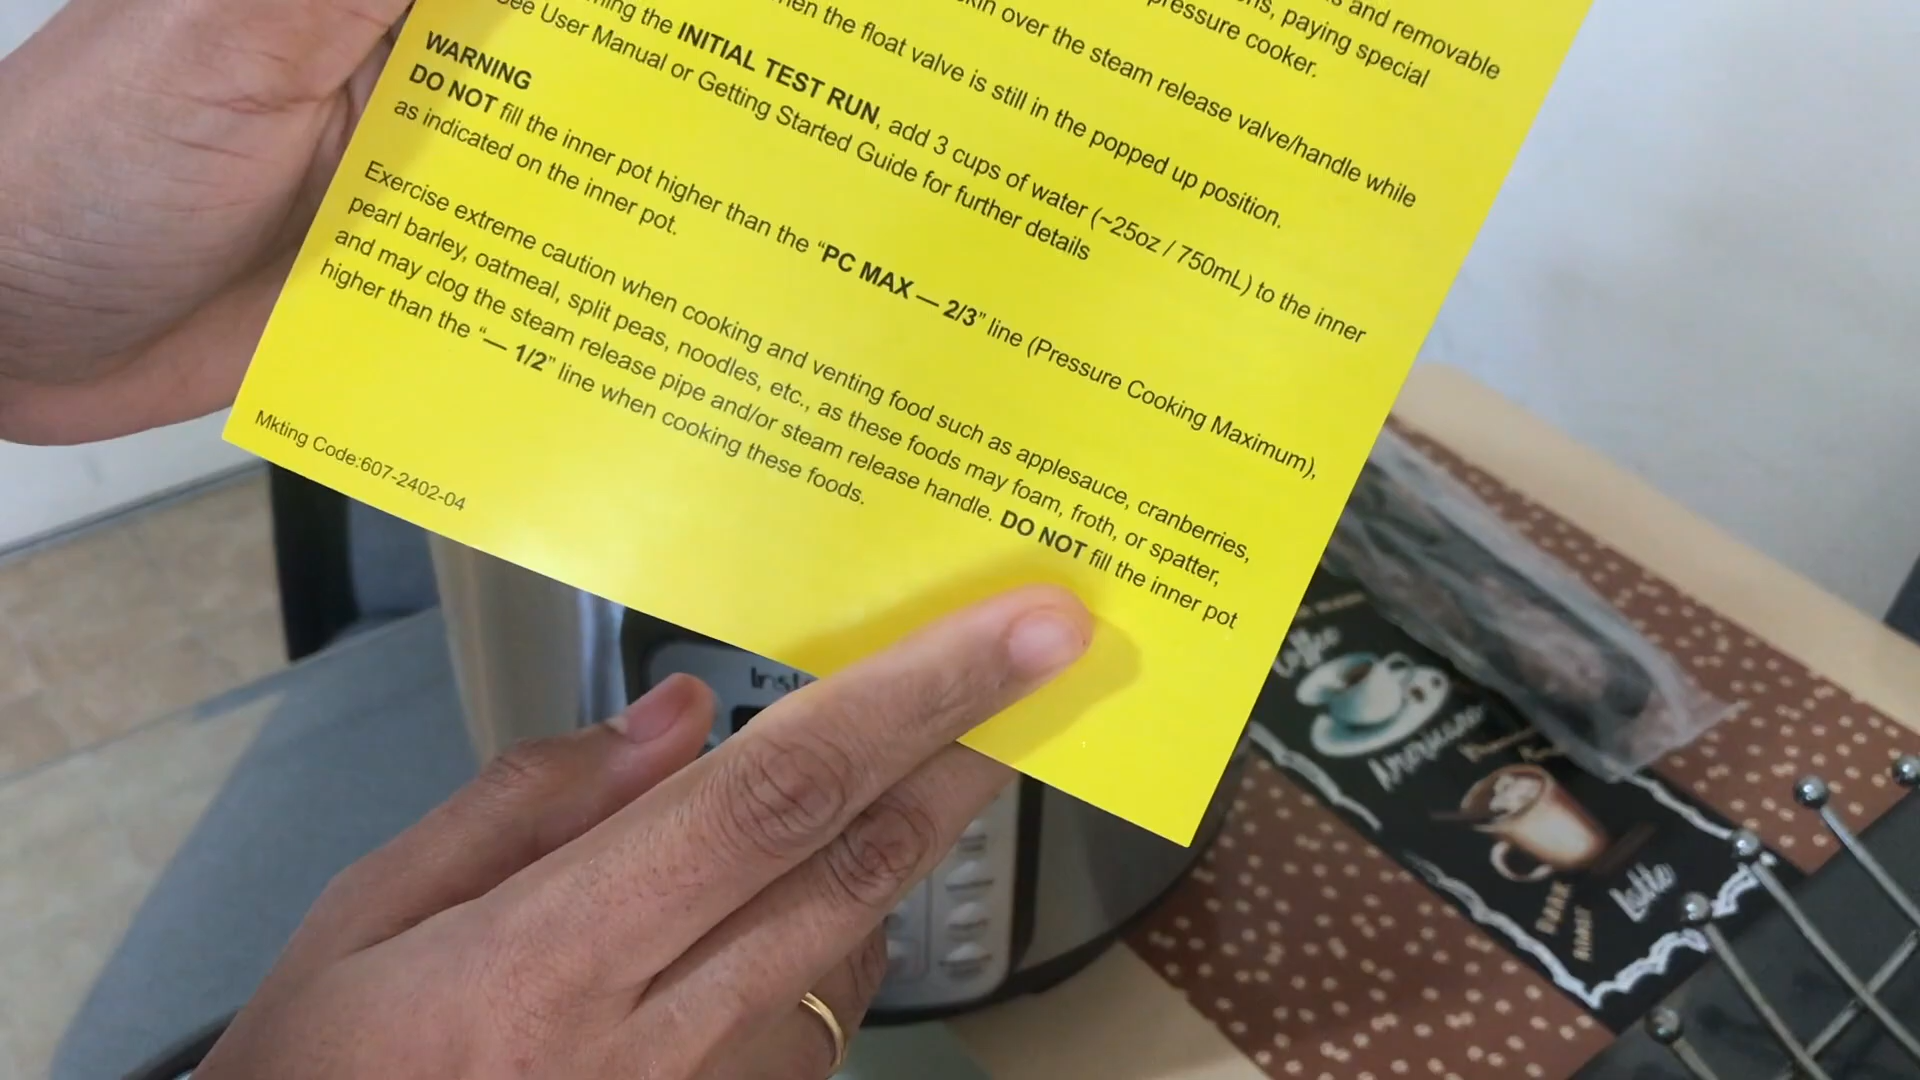 s and removable
ns, paying special
pressure cooker.
kin over the steam release valve/handle while
hen the float valve is still in the popped up position.
ming the INITIAL TEST RUN, add 3 cups of water (~25oz / 750mL) to the inner
See User Manual or Getting Started Guide for further details
WARNING
DO NOT fill the inner pot higher than the “PC MAX — 2/3” line (Pressure Cooking Maximum),
as indicated on the inner pot.
Exercise extreme caution when cooking and venting food such as applesauce, cranberries,
pearl barley, oatmeal, split peas, noodles, etc., as these foods may foam, froth, or spatter,
and may clog the steam release pipe and/or steam release handle. DO NOT fill the inner pot
higher than the “— 1/2” line when cooking these foods.
Mkting Code:607-2402-04
Inst
Coffee
Americano
DARK
ROAST
Latte